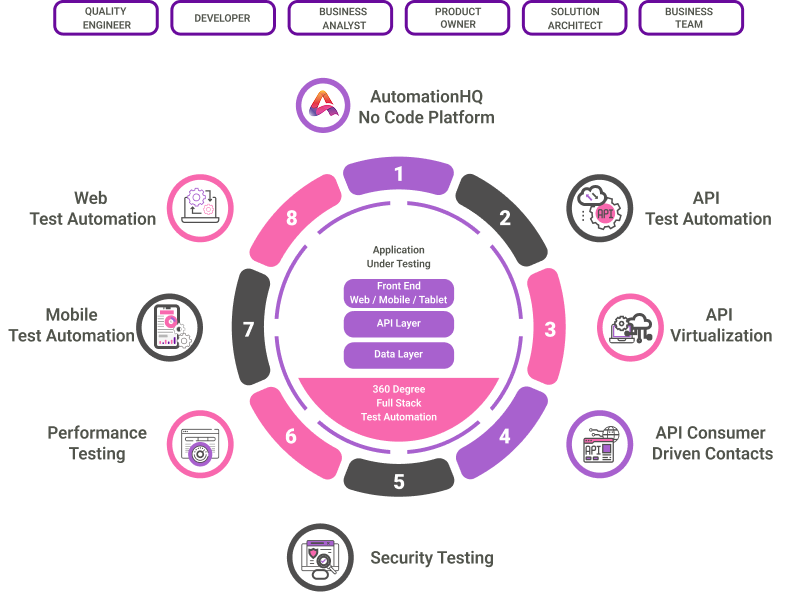 QUALITY
ENGINEER
DEVELOPER
BUSINESS
ANALYST
PRODUCT
OWNER
SOLUTION
ARCHITECT
BUSINESS
TEAM
AutomationHQ
No Code Platform
1
2
3
4
5
6
7
8
Web
Test Automation
API
API
Test Automation
Mobile
Test Automation
API
Virtualization
Performance
Testing
API
API Consumer
Driven Contacts
Security Testing
Application
Under Testing
Front End
Web / Mobile / Tablet
API Layer
Data Layer
360 Degree
Full Stack
Test Automation